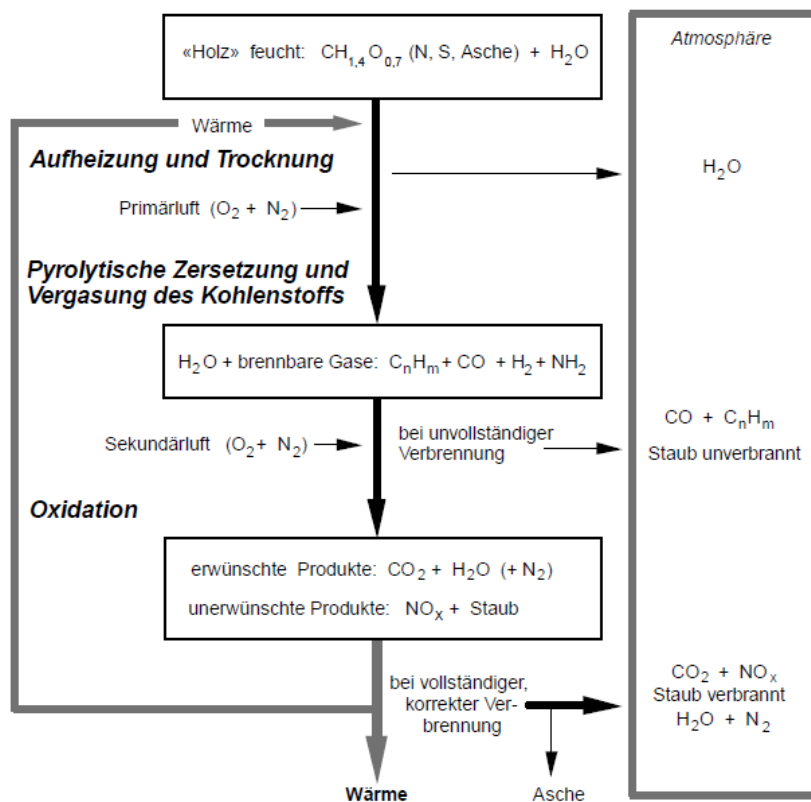 «Holz» feucht: CH1,4O0,7 (N, S, Asche) + H2O
Atmosphäre
Wärme
Aufheizung und Trocknung
H2O
Primärluft (O2 + N2)
Pyrolytische Zersetzung und
Vergasung des Kohlenstoffs
H2O + brennbare Gase: CnHm + CO + H2 + NH2
Sekundärluft (O2 + N2)
bei unvollständiger
Verbrennung
CO + CnHm
Staub unverbrannt
Oxidation
erwünschte Produkte: CO2 + H2O (+ N2)
unerwünschte Produkte: NOx + Staub
bei vollständiger,
korrekter Ver-
brennung
CO2 + NOx
Staub verbrannt
H2O + N2
Wärme
Asche